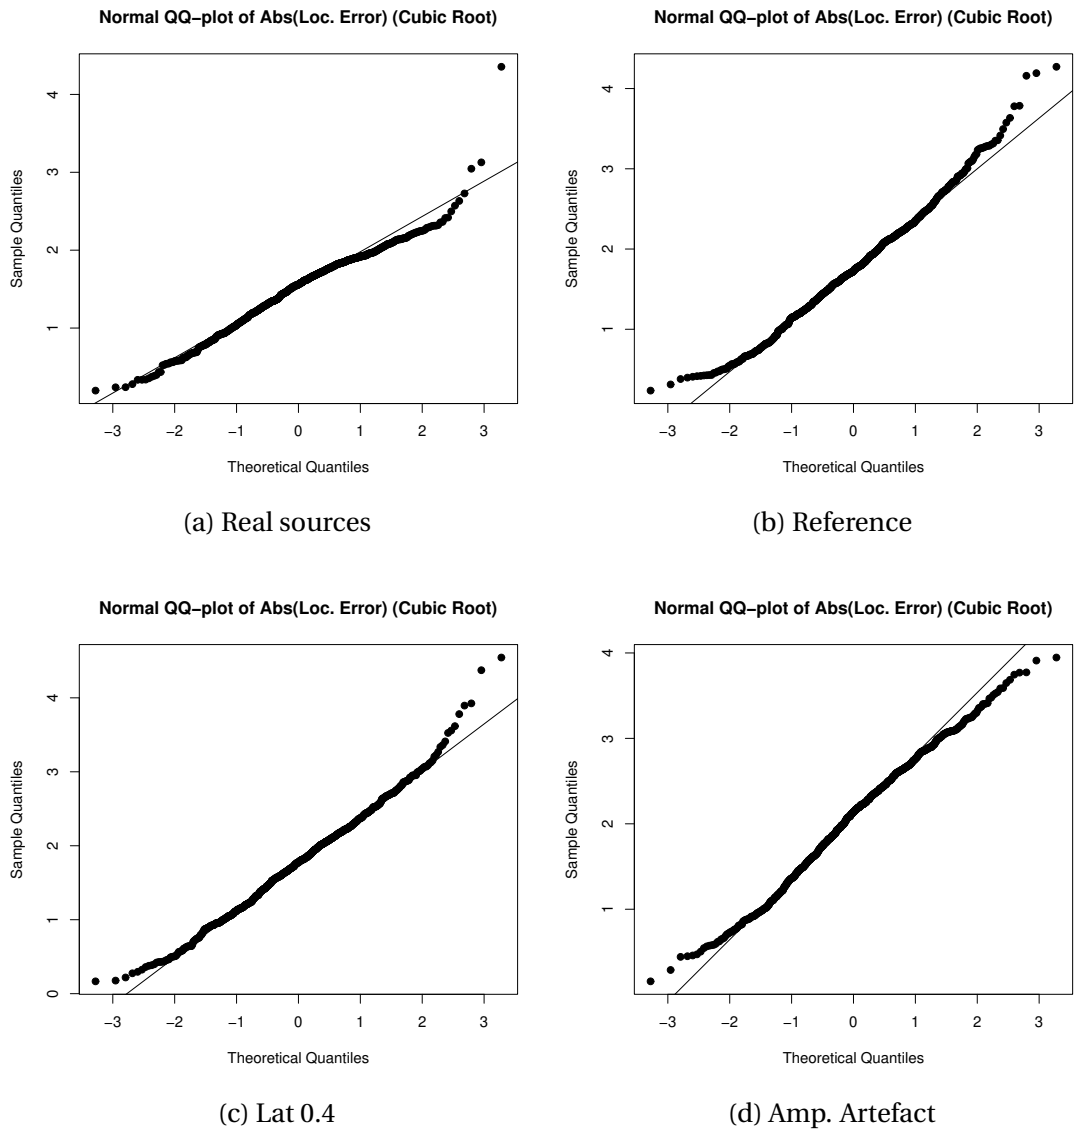 Normal QQ−plot of Abs(Loc. Error) (Cubic Root)
4
3
2
1
Sample Quantiles
−3 −2 −1 0 1 2 3
Theoretical Quantiles
(a) Real sources
Normal QQ−plot of Abs(Loc. Error) (Cubic Root)
4
3
2
1
Sample Quantiles
−3 −2 −1 0 1 2 3
Theoretical Quantiles
(b) Reference
Normal QQ−plot of Abs(Loc. Error) (Cubic Root)
4
3
2
1
0
Sample Quantiles
−3 −2 −1 0 1 2 3
Theoretical Quantiles
(c) Lat 0.4
Normal QQ−plot of Abs(Loc. Error) (Cubic Root)
4
3
2
1
Sample Quantiles
−3 −2 −1 0 1 2 3
Theoretical Quantiles
(d) Amp. Artefact